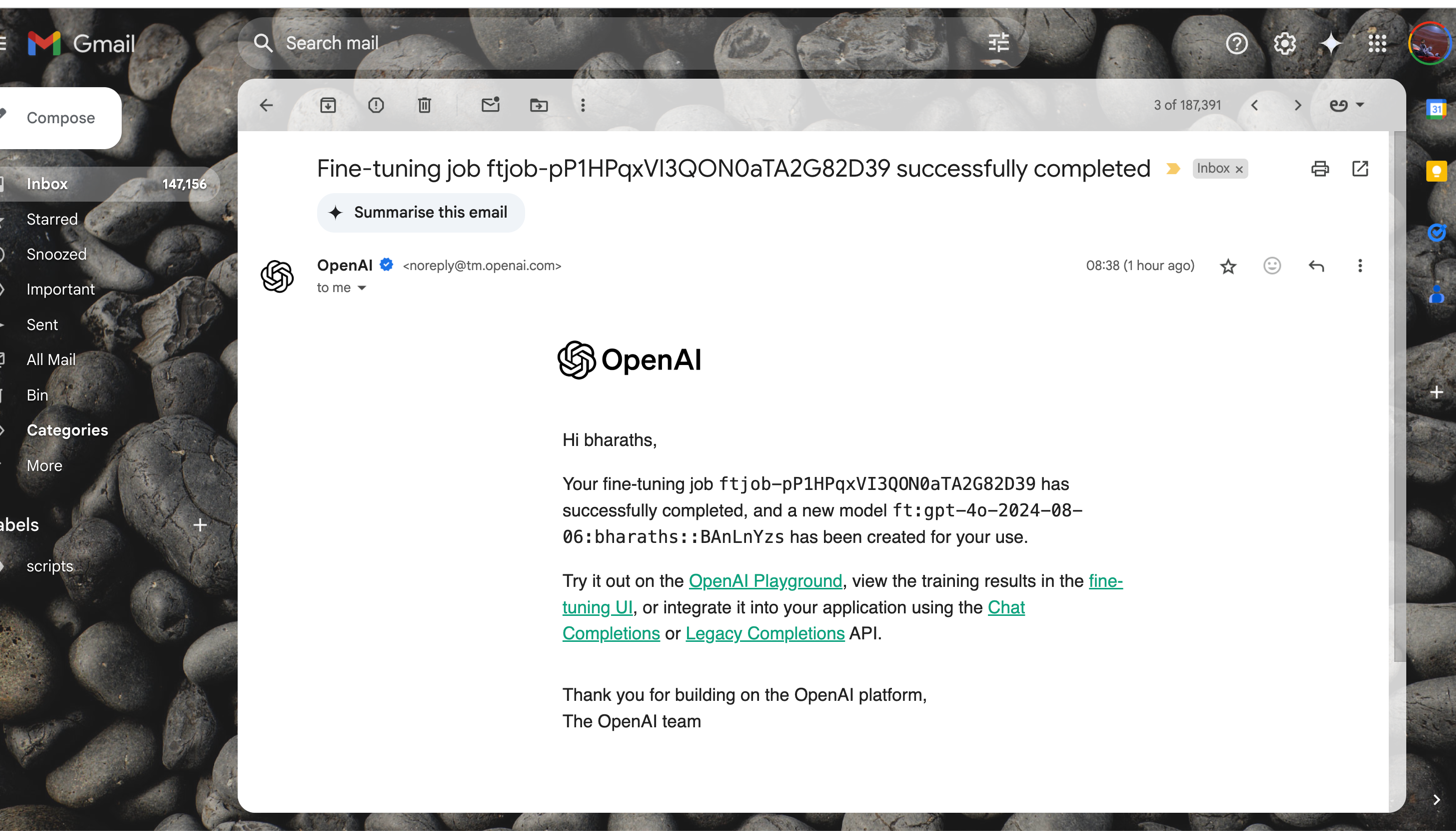 Gmail
Search mail
Compose
Inbox 147,156
Starred
Snoozed
Important
Sent
All Mail
Bin
Categories
More
abels
scripts
3 of 187,391
Fine-tuning job ftjob-pP1HPqxVI3QON0aTA2G82D39 successfully completed Inbox
Summarise this email
OpenAI <noreply@tm.openai.com> 08:38 (1 hour ago)
to me
OpenAI
Hi bharaths,
Your fine-tuning job ftjob-pP1HPqxVI3QON0aTA2G82D39 has
successfully completed, and a new model ft:gpt-4o-2024-08-
06:bharaths::BAnLnYzs has been created for your use.
Try it out on the OpenAI Playground, view the training results in the fine-
tuning UI, or integrate it into your application using the Chat
Completions or Legacy Completions API.
Thank you for building on the OpenAI platform,
The OpenAI team
31